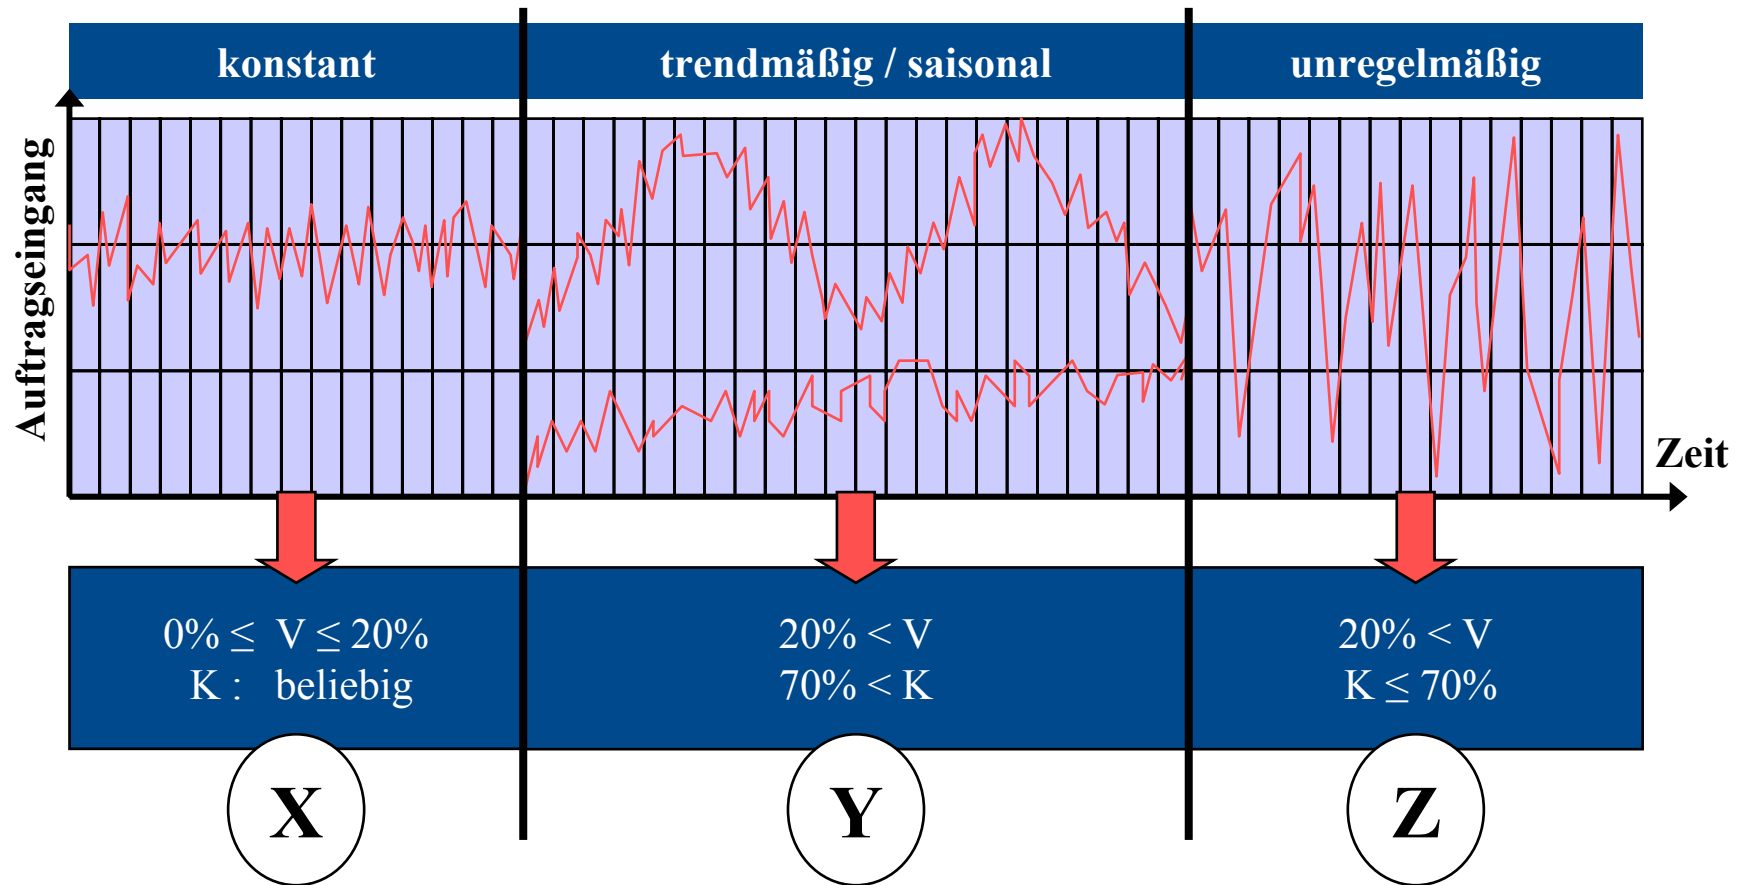 konstant
trendmäßig / saisonal
unregelmäßig
Auftragseingang
Zeit
0% ≤ V ≤ 20%
K : beliebig
20% < V
70% < K
20% < V
K ≤ 70%
X
Y
Z